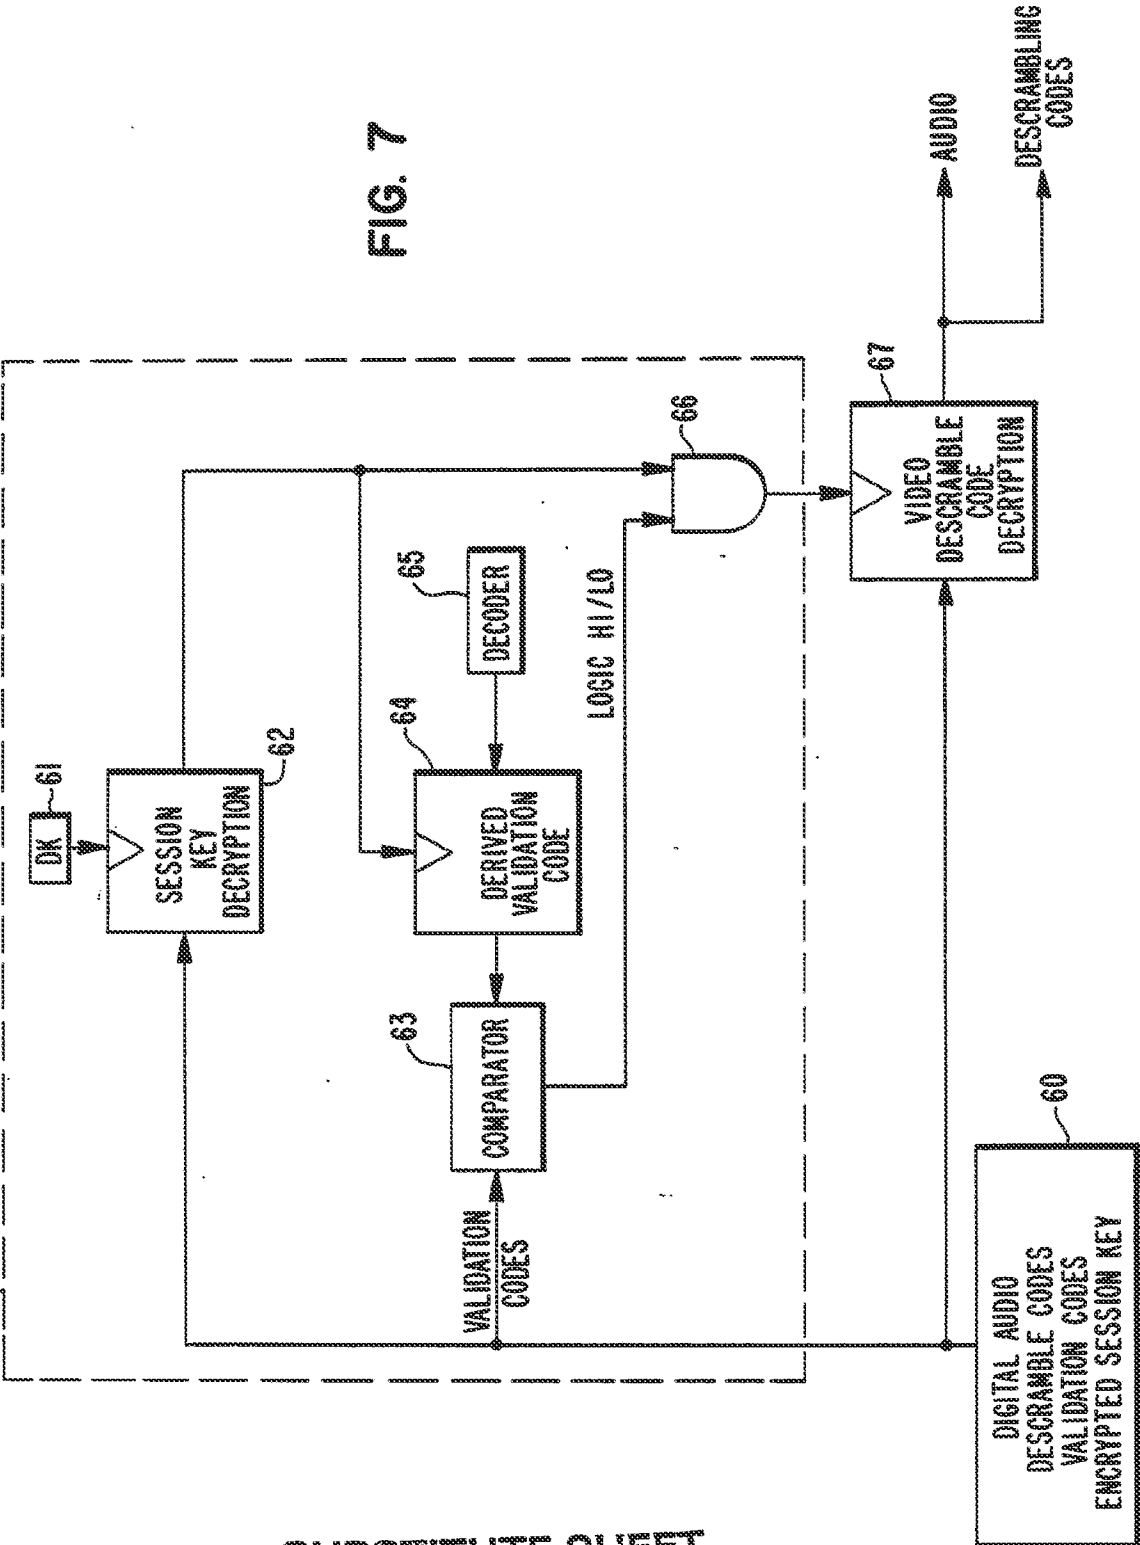 FIG. 7
DK
61
SESSION
KEY
DECRYPTION
62
VALIDATION
CODES
COMPARATOR
63
DERIVED
VALIDATION
CODE
64
DECODER
65
LOGIC HI/LO
66
VIDEO
DESCRAMBLE
CODE
DECRYPTION
67
AUDIO
DESCRAMBLING
CODES
DIGITAL AUDIO
DESCRAMBLE CODES
VALIDATION CODES
ENCRYPTED SESSION KEY
60